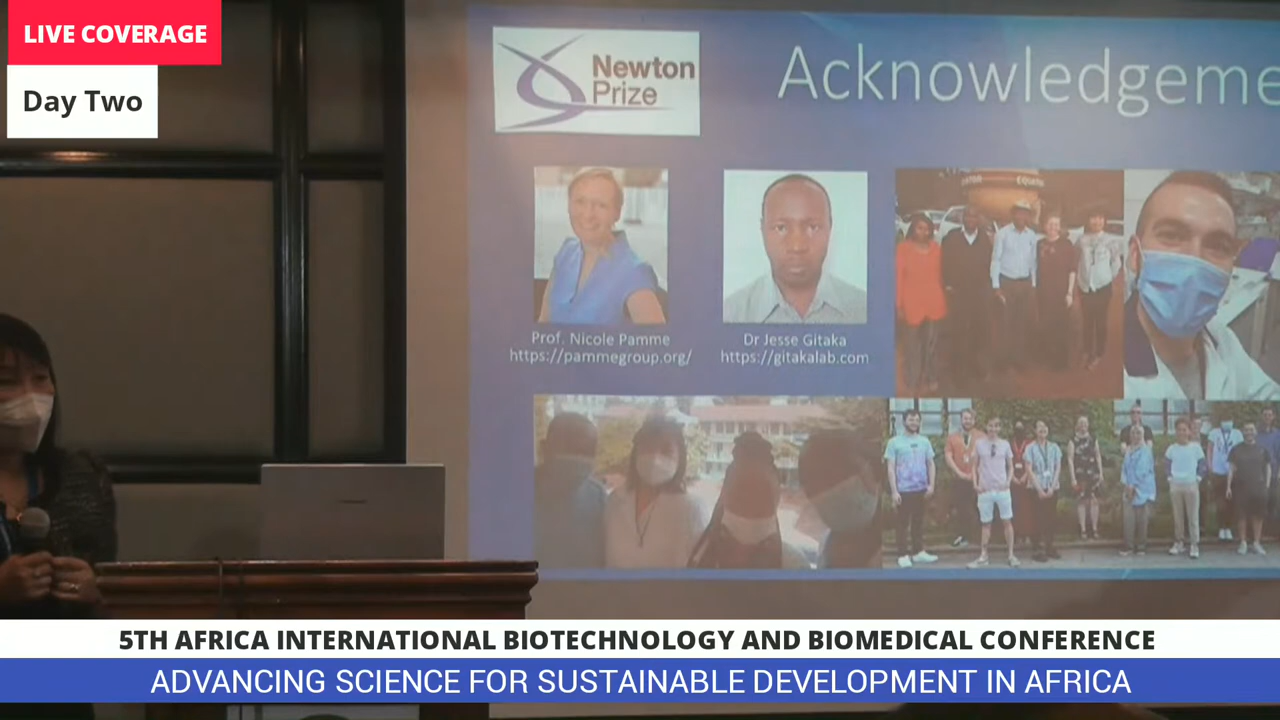 LIVE COVERAGE
Day Two
Newton
Prize
Acknowledgeme
Prof. Nicole Pamme
https://pammegroup.org/
Dr Jesse Gitaka
https://gitakalab.com
5TH AFRICA INTERNATIONAL BIOTECHNOLOGY AND BIOMEDICAL CONFERENCE
ADVANCING SCIENCE FOR SUSTAINABLE DEVELOPMENT IN AFRICA